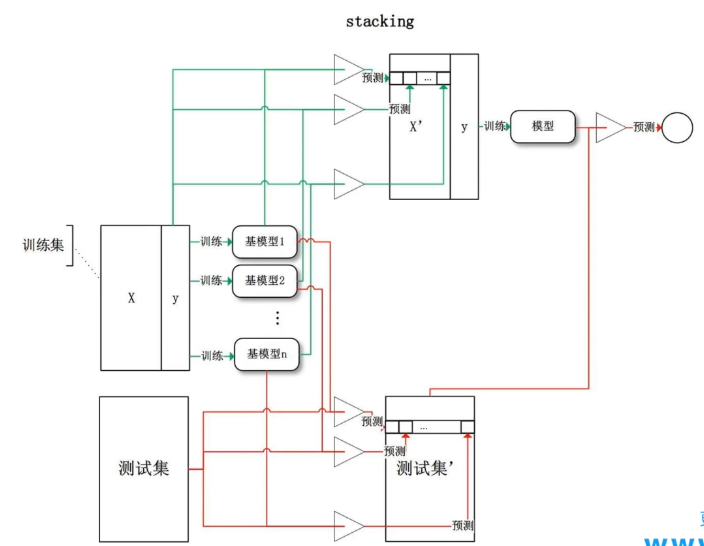 stacking
预测
...
预测
X'
y
训练
模型
预测
训练集
X
y
训练
基模型1
训练
基模型2
⋮
训练
基模型n
测试集
预测
...
预测
测试集'
预测